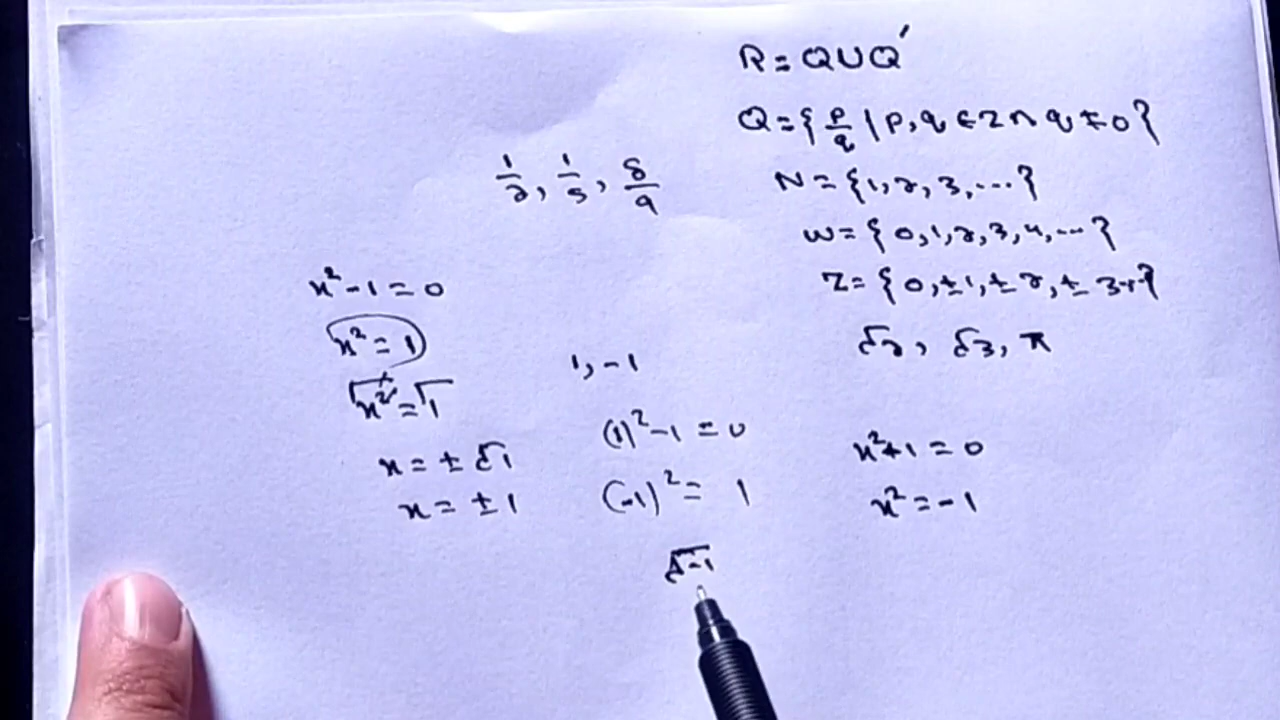 R = Q ∪ Q'
Q = { p/q | p, q ∈ Z ∧ q ≠ 0 }
1/2, 1/5, 8/9
N = {1, 2, 3, ...}
W = { 0, 1, 2, 3, 4, ... }
Z = { 0, ±1, ±2, ±3, ... }
√2, √3, π
x² - 1 = 0
x² = 1
√x² = √1
x = ± √1
x = ± 1
1, -1
(1)² - 1 = 0
(-1)² = 1
x² + 1 = 0
x² = -1
√-1